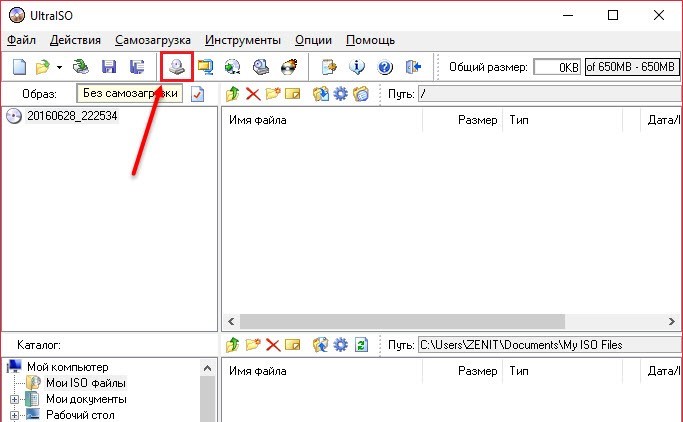 UltraISO
Файл Действия Самозагрузка Инструменты Опции Помощь
Общий размер: 0KB of 650MB - 650MB
Образ: Без самозагрузки Путь: /
20160628_222534
Имя файла Размер Тип Дата/
Каталог: Путь: C:\Users\ZENIT\Documents\My ISO Files
Мой компьютер
Мои ISO файлы
Мои документы
Рабочий стол
Имя файла Размер Тип Дата/